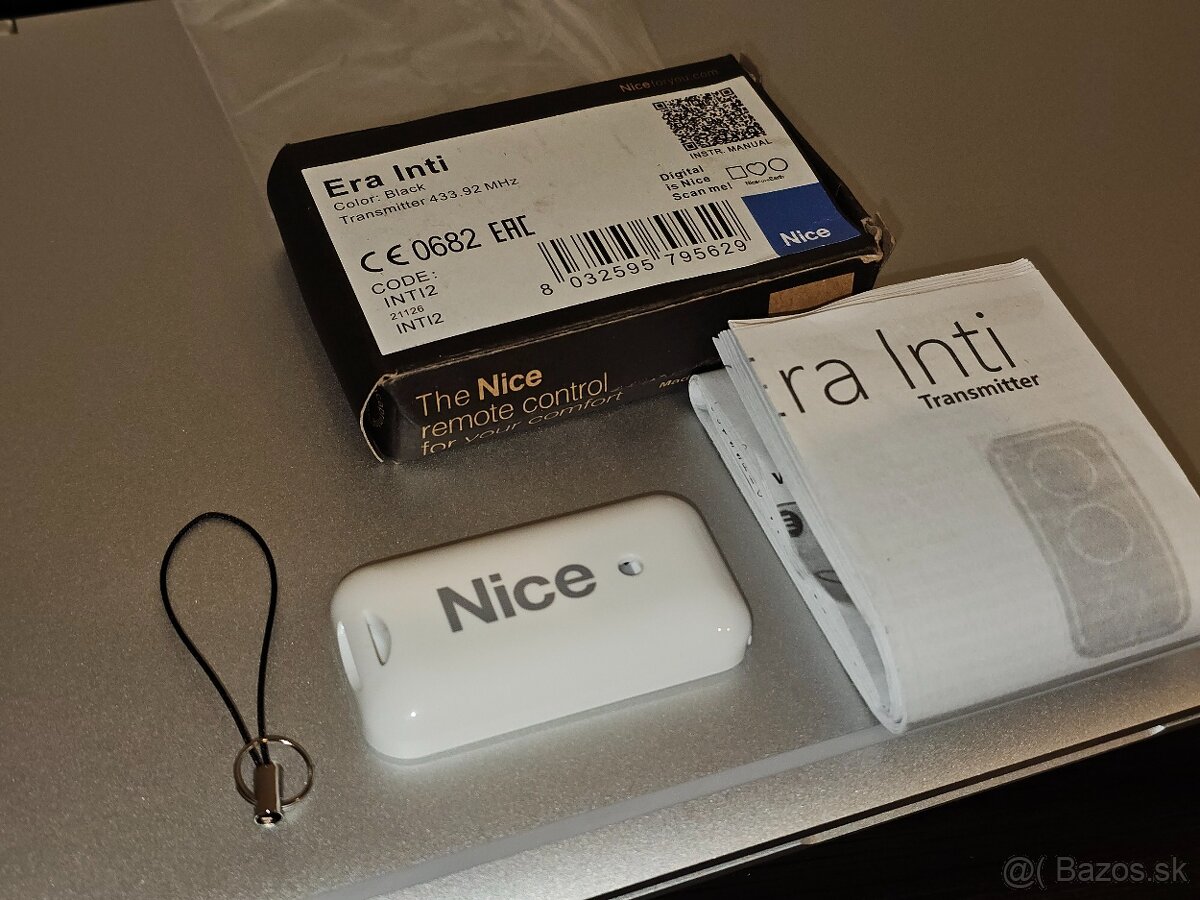 Niceforyou.com
Era Inti
Color: Black
Transmitter 433.92 MHz
INSTR. MANUAL
Digital
is Nice
Scan me!
CE0682 EAC
CODE:
INTI2
21126
INTI2
8 032595 795629
Nice
The Nice
remote control
for your comfort
Era Inti
Transmitter
Nice
@( Bazos.sk